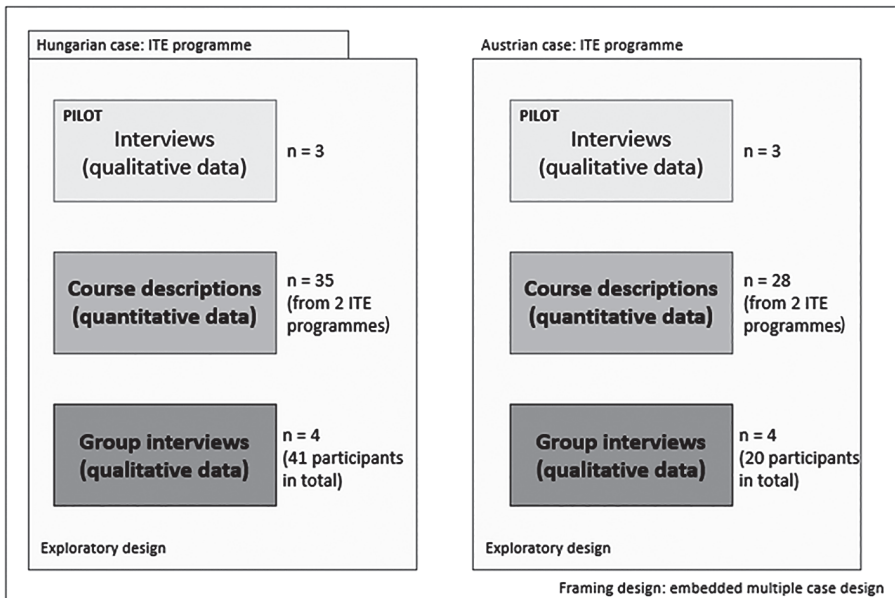 Hungarian case: ITE programme
PILOT
Interviews
(qualitative data)
n = 3
Course descriptions
(quantitative data)
n = 35
(from 2 ITE
programmes)
Group interviews
(qualitative data)
n = 4
(41 participants
in total)
Exploratory design
Austrian case: ITE programme
PILOT
Interviews
(qualitative data)
n = 3
Course descriptions
(quantitative data)
n = 28
(from 2 ITE
programmes)
Group interviews
(qualitative data)
n = 4
(20 participants
in total)
Exploratory design
Framing design: embedded multiple case design